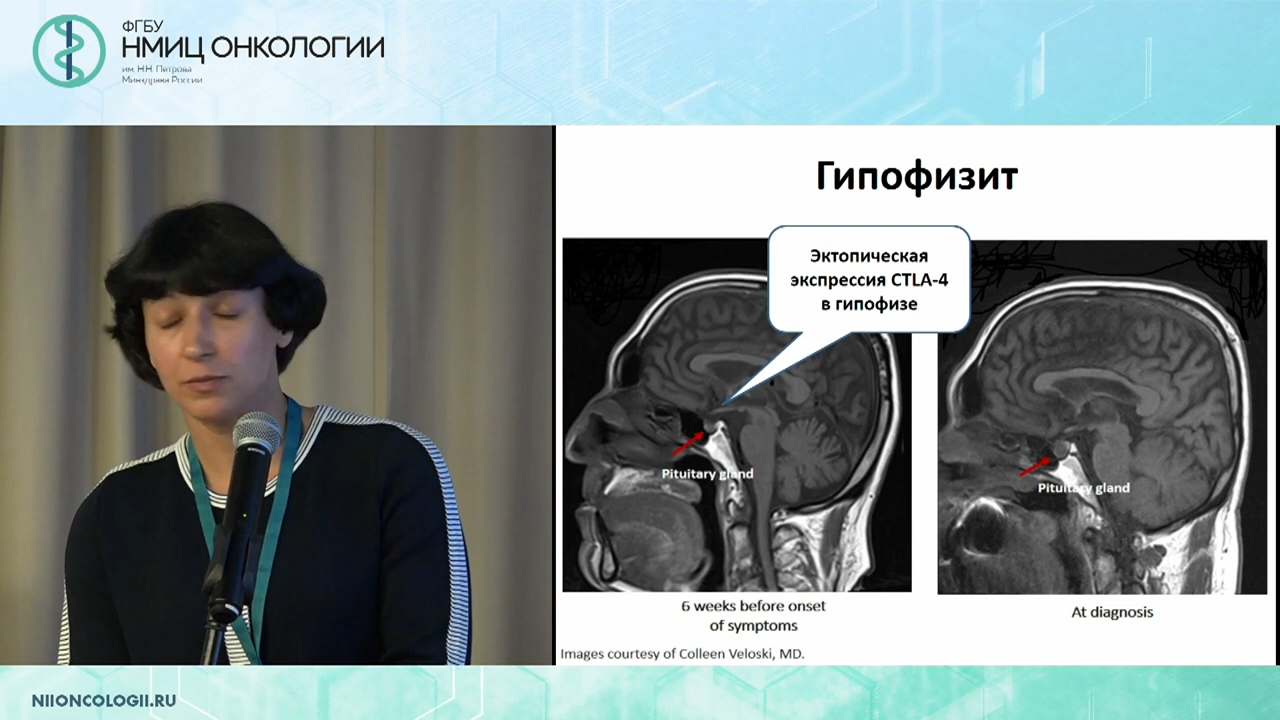 ФГБУ
НМИЦ ОНКОЛОГИИ
им. Н.Н. Петрова
Минздрава России
Гипофизит
Эктопическая
экспрессия CTLA-4
в гипофизе
Pituitary gland
Pituitary gland
6 weeks before onset
of symptoms
At diagnosis
Images courtesy of Colleen Veloski, MD.
NIIONCOLOGII.RU